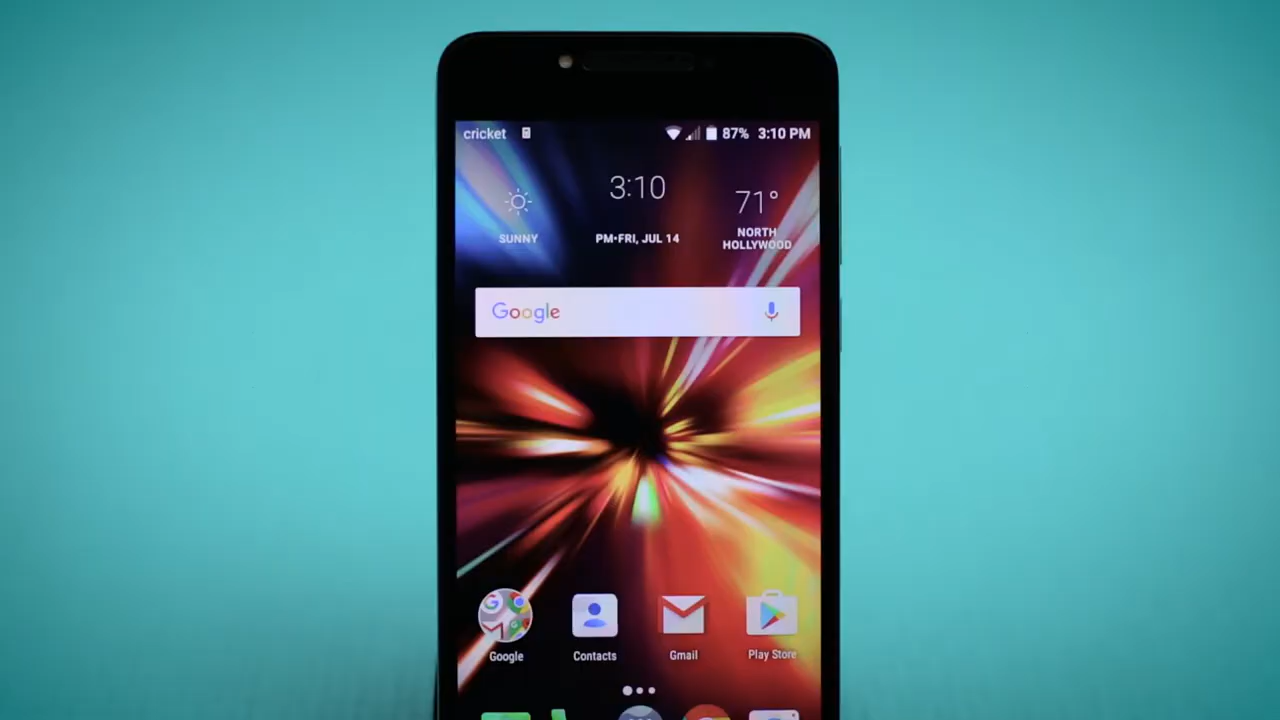 cricket 87% 3:10 PM
3:10
71°
SUNNY
PM•FRI, JUL 14
NORTH
HOLLYWOOD
Google
Google
Contacts
Gmail
Play Store